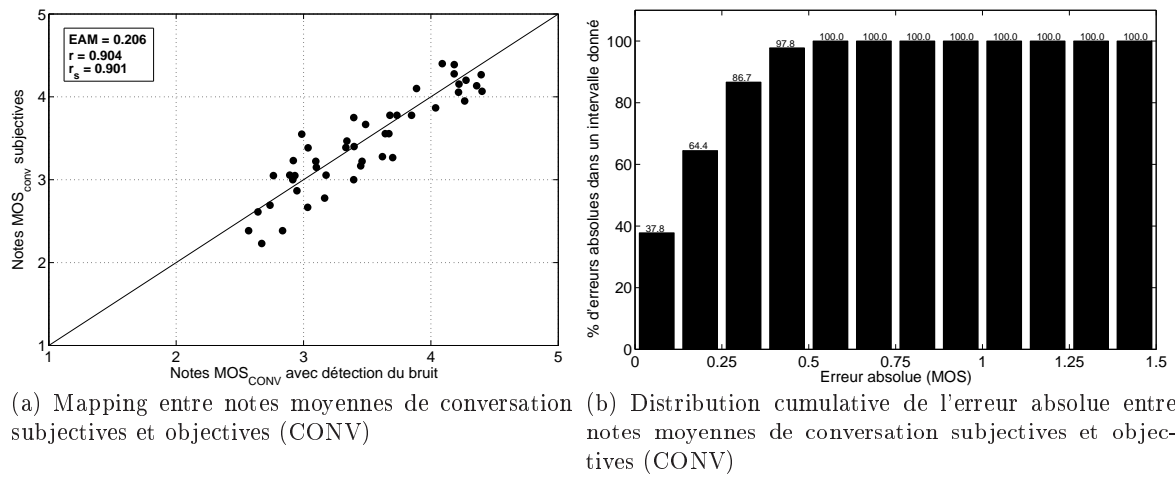 EAM = 0.206
r = 0.904
r_s = 0.901
Notes MOS_conv subjectives
5
4
3
2
1
1 2 3 4 5
Notes MOS_CONV avec détection du bruit
(a) Mapping entre notes moyennes de conversation
subjectives et objectives (CONV)
% d'erreurs absolues dans un intervalle donné
100
80
60
40
20
0
37.8 64.4 86.7 97.8 100.0 100.0 100.0 100.0 100.0 100.0 100.0 100.0
0 0.25 0.5 0.75 1 1.25 1.5
Erreur absolue (MOS)
(b) Distribution cumulative de l'erreur absolue entre
notes moyennes de conversation subjectives et objec-
tives (CONV)